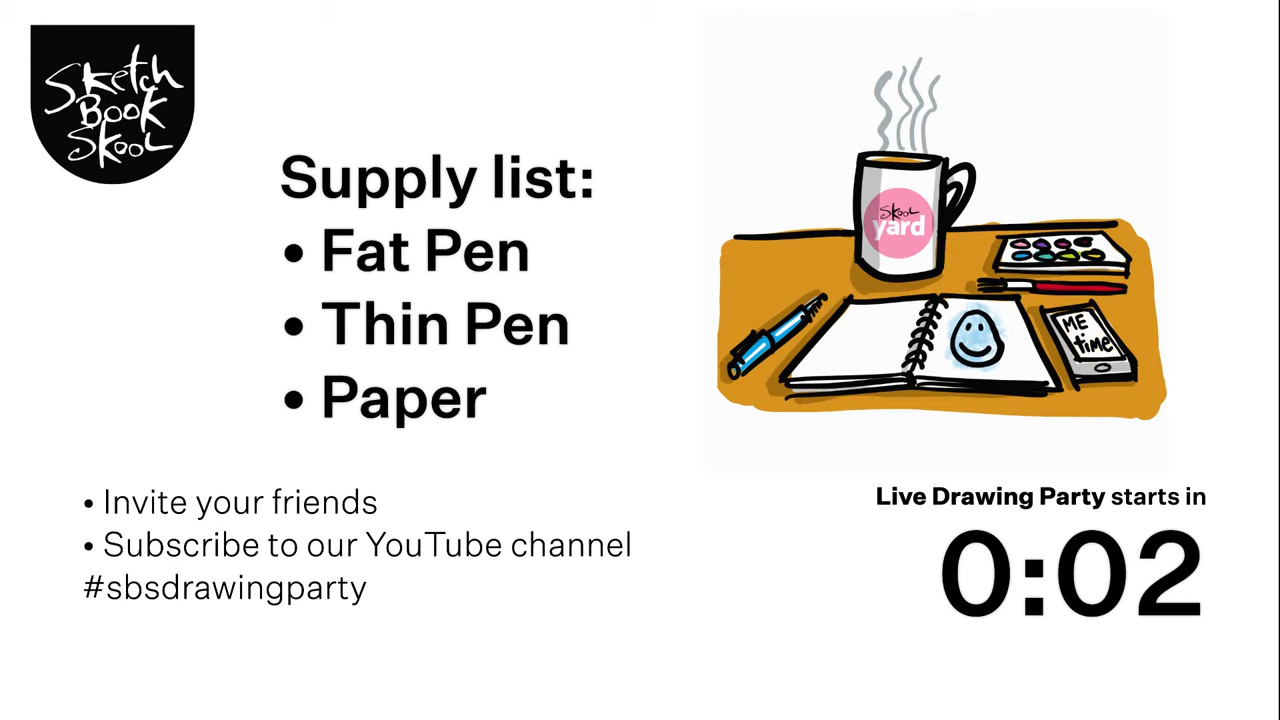 Sketch
Book
Skool
Supply list:
• Fat Pen
• Thin Pen
• Paper
• Invite your friends
• Subscribe to our YouTube channel
#sbsdrawingparty
Skool
yard
ME
time
Live Drawing Party starts in
0:02